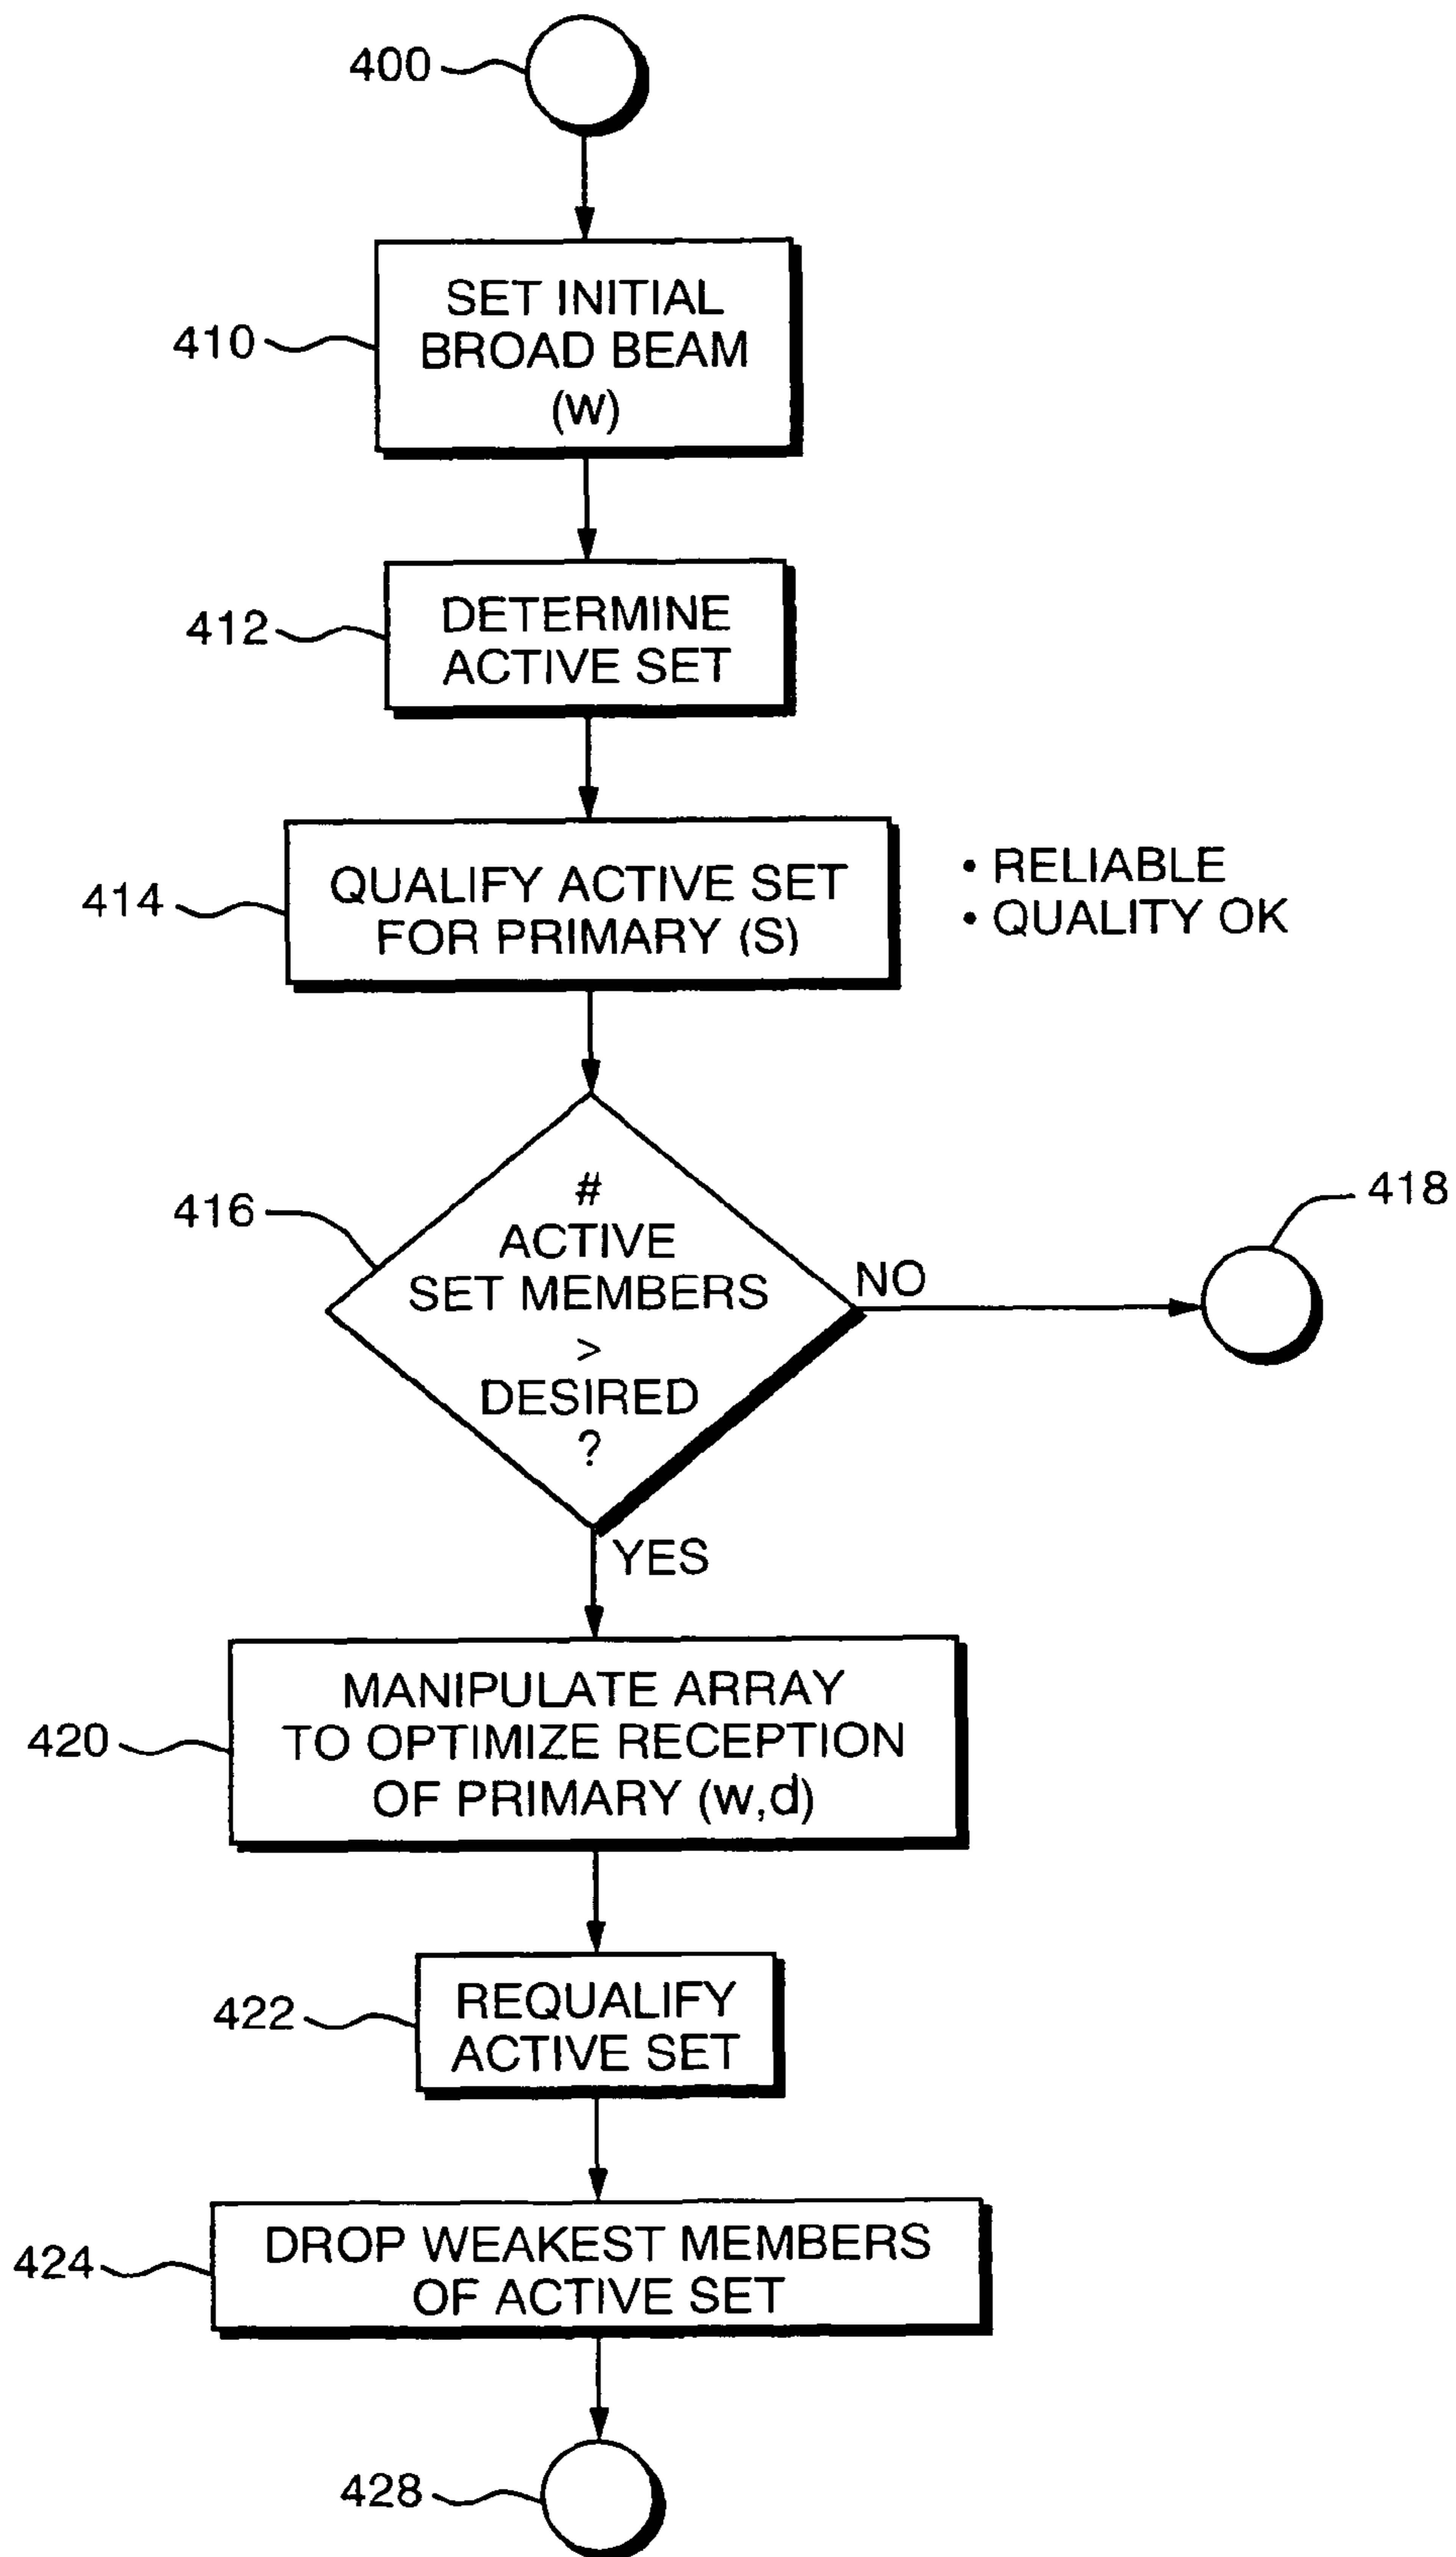 400
410
SET INITIAL
BROAD BEAM
(W)
412
DETERMINE
ACTIVE SET
414
QUALIFY ACTIVE SET
FOR PRIMARY (S)
• RELIABLE
• QUALITY OK
416
#
ACTIVE
SET MEMBERS
>
DESIRED
?
NO
418
YES
420
MANIPULATE ARRAY
TO OPTIMIZE RECEPTION
OF PRIMARY (w,d)
422
REQUALIFY
ACTIVE SET
424
DROP WEAKEST MEMBERS
OF ACTIVE SET
428